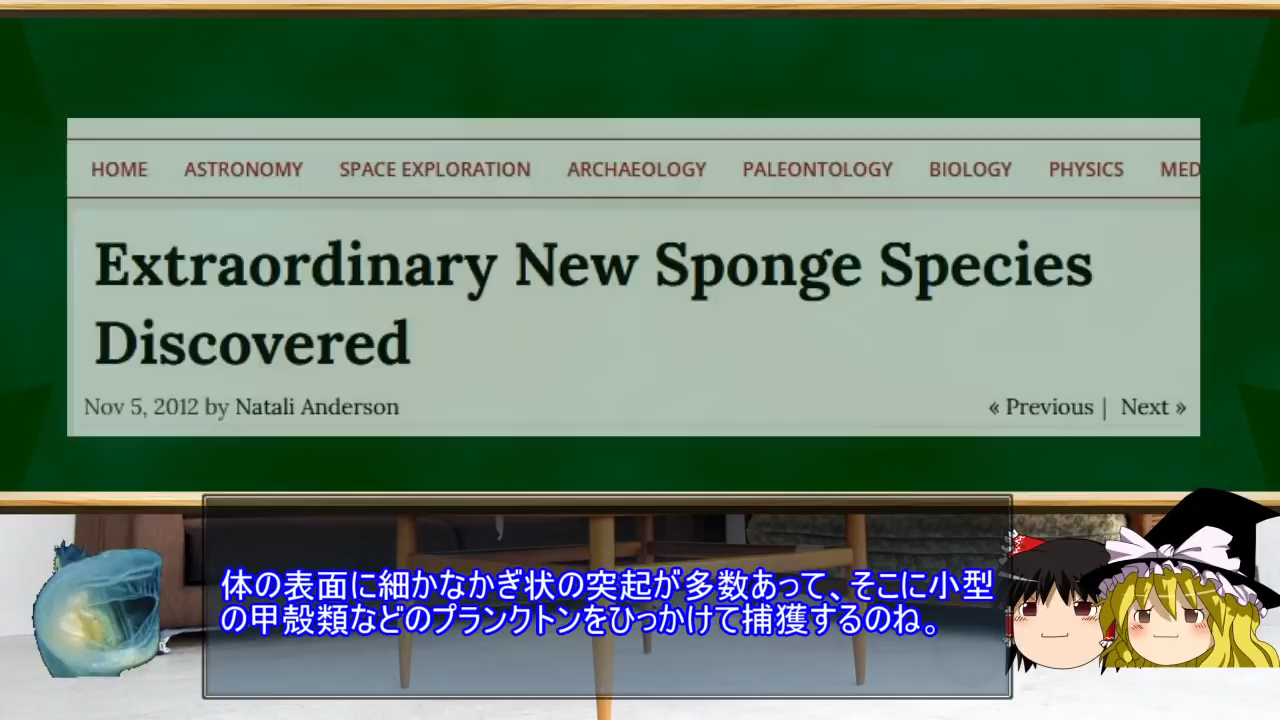 HOME ASTRONOMY SPACE EXPLORATION ARCHAEOLOGY PALEONTOLOGY BIOLOGY PHYSICS MED
Extraordinary New Sponge Species
Discovered
Nov 5, 2012 by Natali Anderson « Previous | Next »
体の表面に細かなかぎ状の突起が多数あって、そこに小型
の甲殻類などのプランクトンをひっかけて捕獲するのね。